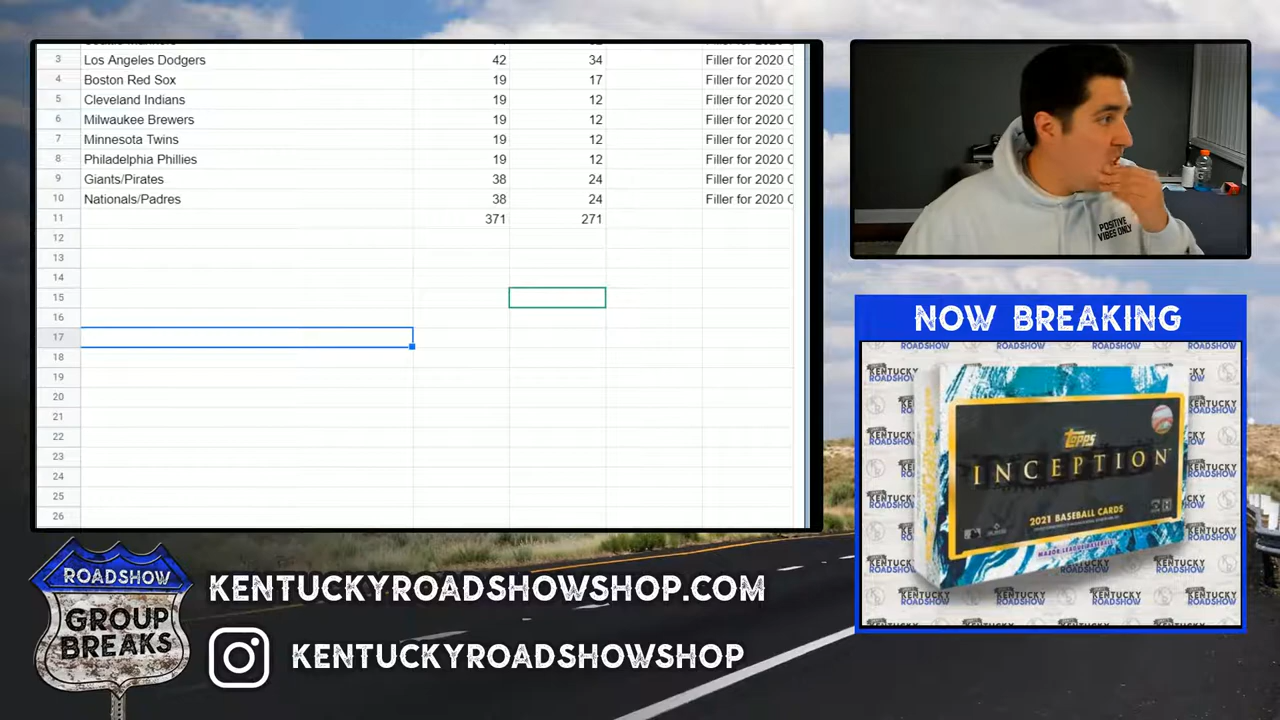 3 Los Angeles Dodgers 42 34 Filler for 2020 C
4 Boston Red Sox 19 17 Filler for 2020 C
5 Cleveland Indians 19 12 Filler for 2020 C
6 Milwaukee Brewers 19 12 Filler for 2020 C
7 Minnesota Twins 19 12 Filler for 2020 C
8 Philadelphia Phillies 19 12 Filler for 2020 C
9 Giants/Pirates 38 24 Filler for 2020 C
10 Nationals/Padres 38 24 Filler for 2020 C
11 371 271
12
13
14
15
16
17
18
19
20
21
22
23
24
25
26
POSITIVE
VIBES ONLY
NOW BREAKING
KENTUCKY
ROADSHOW
Topps
INCEPTION
2021 BASEBALL CARDS
MAJOR LEAGUE BASEBALL
ROADSHOW
GROUP
BREAKS
KENTUCKYROADSHOWSHOP.COM
KENTUCKYROADSHOWSHOP